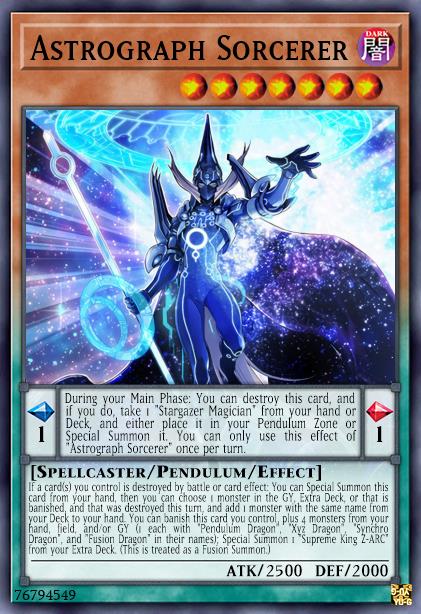 Astrograph Sorcerer
DARK
闇
During your Main Phase: You can destroy this card, and
if you do, take 1 "Stargazer Magician" from your hand or
Deck, and either place it in your Pendulum Zone or
Special Summon it. You can only use this effect of
"Astrograph Sorcerer" once per turn.
1
1
[Spellcaster/Pendulum/Effect]
If a card(s) you control is destroyed by battle or card effect: You can Special Summon this
card from your hand, then you can choose 1 monster in the GY, Extra Deck, or that is
banished, and that was destroyed this turn, and add 1 monster with the same name from
your Deck to your hand. You can banish this card you control, plus 4 monsters from your
hand, field, and/or GY (1 each with "Pendulum Dragon", "Xyz Dragon", "Synchro
Dragon", and "Fusion Dragon" in their names); Special Summon 1 "Supreme King Z-ARC"
from your Extra Deck. (This is treated as a Fusion Summon.)
ATK/2500 DEF/2000
76794549